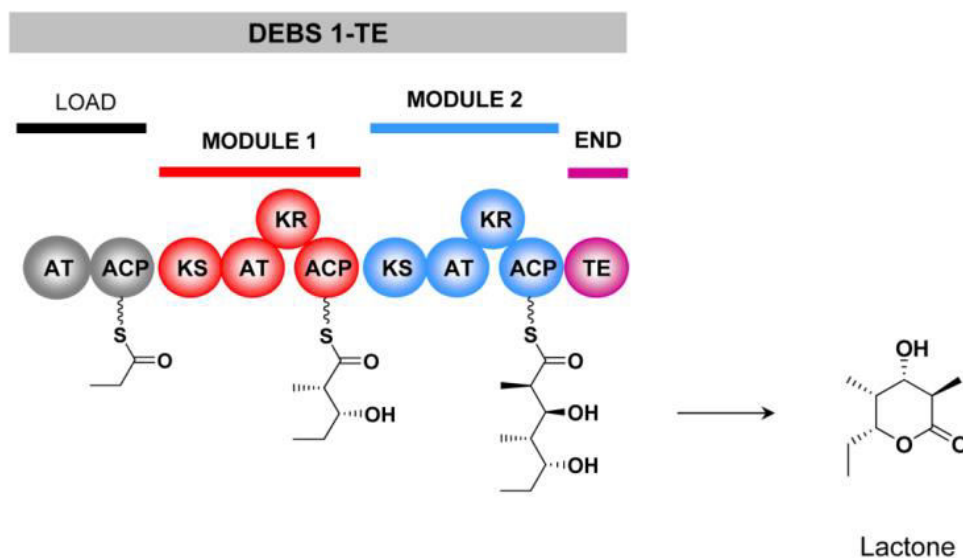 DEBS 1-TE
LOAD
MODULE 1
MODULE 2
END
AT ACP KS AT KR ACP KS AT KR ACP TE
S S S
O O O
OH OH
OH
OH
O O
Lactone